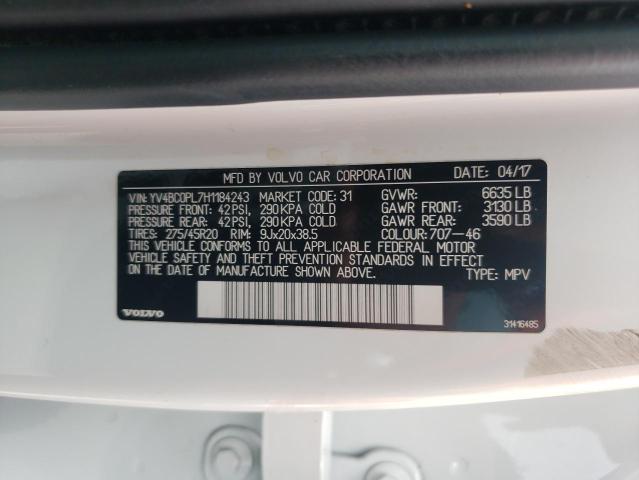 MFD BY VOLVO CAR CORPORATION DATE: 04/17
VIN: YV4BC0PL7H1184243 MARKET CODE: 31 GVWR: 6635 LB
PRESSURE FRONT: 42PSI, 290KPA COLD GAWR FRONT: 3130 LB
PRESSURE REAR: 42PSI, 290KPA COLD GAWR REAR: 3590 LB
TIRES: 275/45R20 RIM: 9Jx20x38.5 COLOUR: 707-46
THIS VEHICLE CONFORMS TO ALL APPLICABLE FEDERAL MOTOR
VEHICLE SAFETY AND THEFT PREVENTION STANDARDS IN EFFECT
ON THE DATE OF MANUFACTURE SHOWN ABOVE. TYPE: MPV
VOLVO 31416485